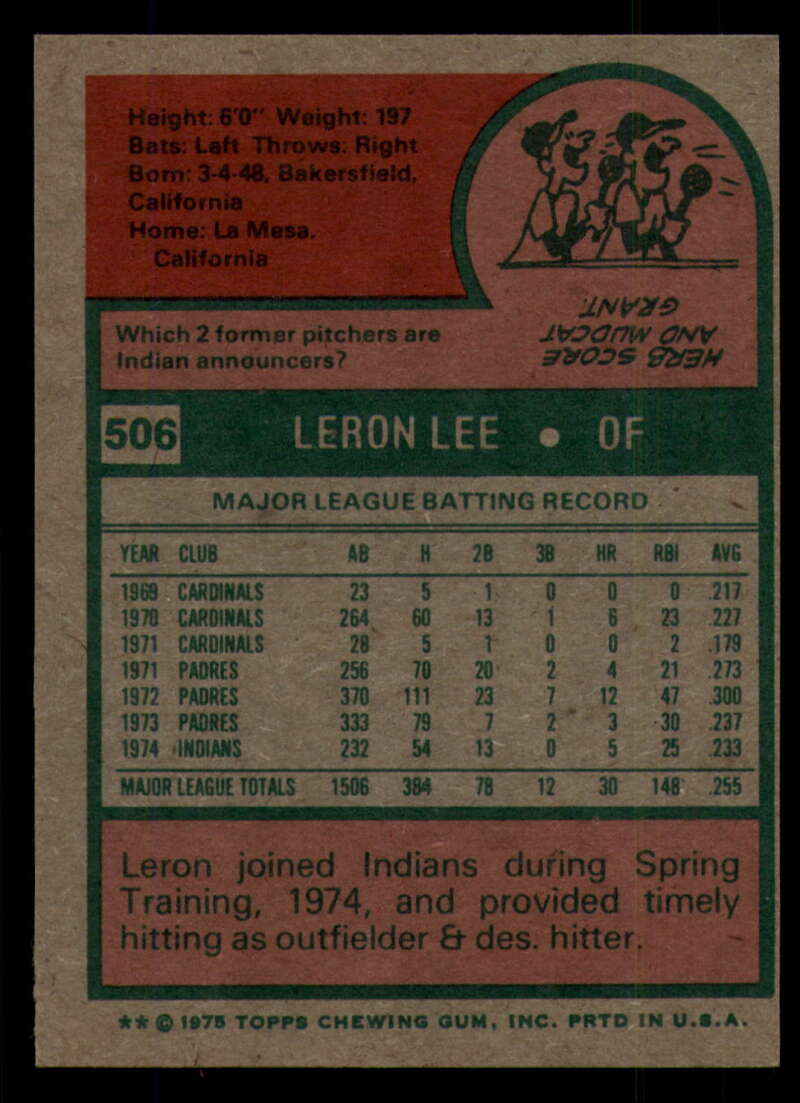 Height: 6'0" Weight: 197
Bats: Left Throws: Right
Born: 3-4-48, Bakersfield,
California
Home: La Mesa,
California
Which 2 former pitchers are
Indian announcers?
HERB SCORE
AND MUDCAT
GRANT.
506 LERON LEE • OF
MAJOR LEAGUE BATTING RECORD
YEAR CLUB AB H 2B 3B HR RBI AVG
1969 CARDINALS 23 5 1 0 0 0 .217
1970 CARDINALS 264 60 13 1 6 23 .227
1971 CARDINALS 28 5 1 0 0 2 .179
1971 PADRES 256 70 20 2 4 21 .273
1972 PADRES 370 111 23 7 12 47 .300
1973 PADRES 333 79 7 2 3 30 .237
1974 INDIANS 232 54 13 0 5 25 .233
MAJOR LEAGUE TOTALS 1506 384 78 12 30 148 .255
Leron joined Indians during Spring
Training, 1974, and provided timely
hitting as outfielder & des. hitter.
** © 1975 TOPPS CHEWING GUM, INC. PRTD IN U.S.A.